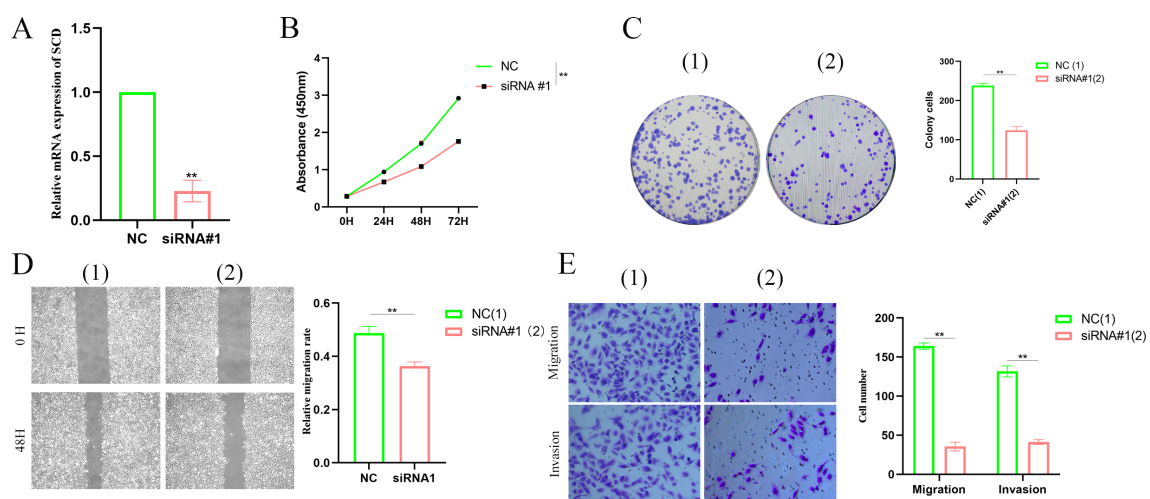 A
Relative mRNA expression of SCD
1.5
1.0
0.5
0.0
**
NC
siRNA#1
B
Absorbance (450nm)
4
3
2
1
0
0H
24H
48H
72H
NC
siRNA #1
**
C
(1)
(2)
Colony cells
300
200
100
0
**
NC(1)
siRNA#1(2)
NC (1)
siRNA#1(2)
D
(1)
(2)
0 H
48H
Relative migration rate
0.6
0.4
0.2
0.0
**
NC
siRNA1
NC(1)
siRNA#1（2）
E
(1)
(2)
Migration
Invasion
Cell number
200
150
100
50
0
**
**
Migration
Invasion
NC(1)
siRNA#1(2)